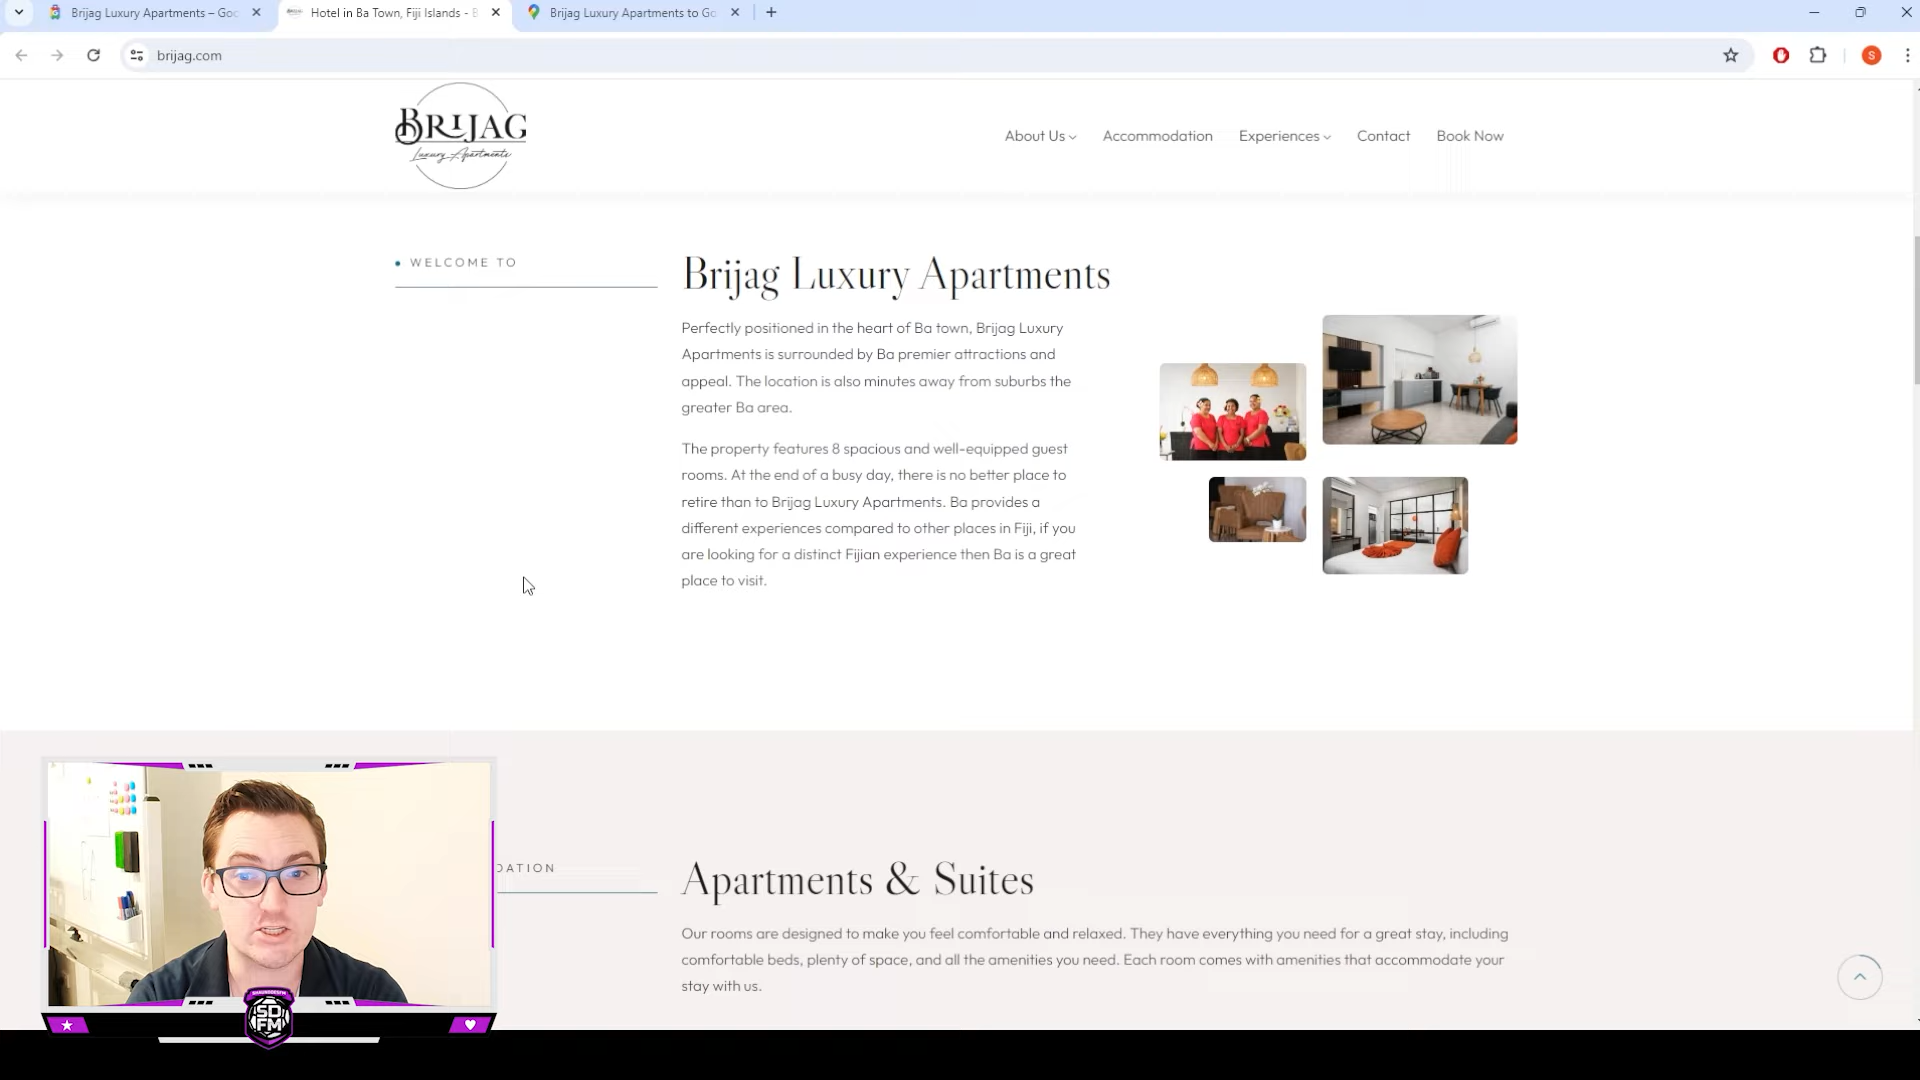 Brijag Luxury Apartments – Goo
Hotel in Ba Town, Fiji Islands - B
Brijag Luxury Apartments to Go
brijag.com
S
BRIJAG
Luxury Apartments
About Us
Accommodation
Experiences
Contact
Book Now
WELCOME TO
Brijag Luxury Apartments
Perfectly positioned in the heart of Ba town, Brijag Luxury
Apartments is surrounded by Ba premier attractions and
appeal. The location is also minutes away from suburbs the
greater Ba area.
The property features 8 spacious and well-equipped guest
rooms. At the end of a busy day, there is no better place to
retire than to Brijag Luxury Apartments. Ba provides a
different experiences compared to other places in Fiji, if you
are looking for a distinct Fijian experience then Ba is a great
place to visit.
DATION
Apartments & Suites
Our rooms are designed to make you feel comfortable and relaxed. They have everything you need for a great stay, including
comfortable beds, plenty of space, and all the amenities you need. Each room comes with amenities that accommodate your
stay with us.
SD
FM